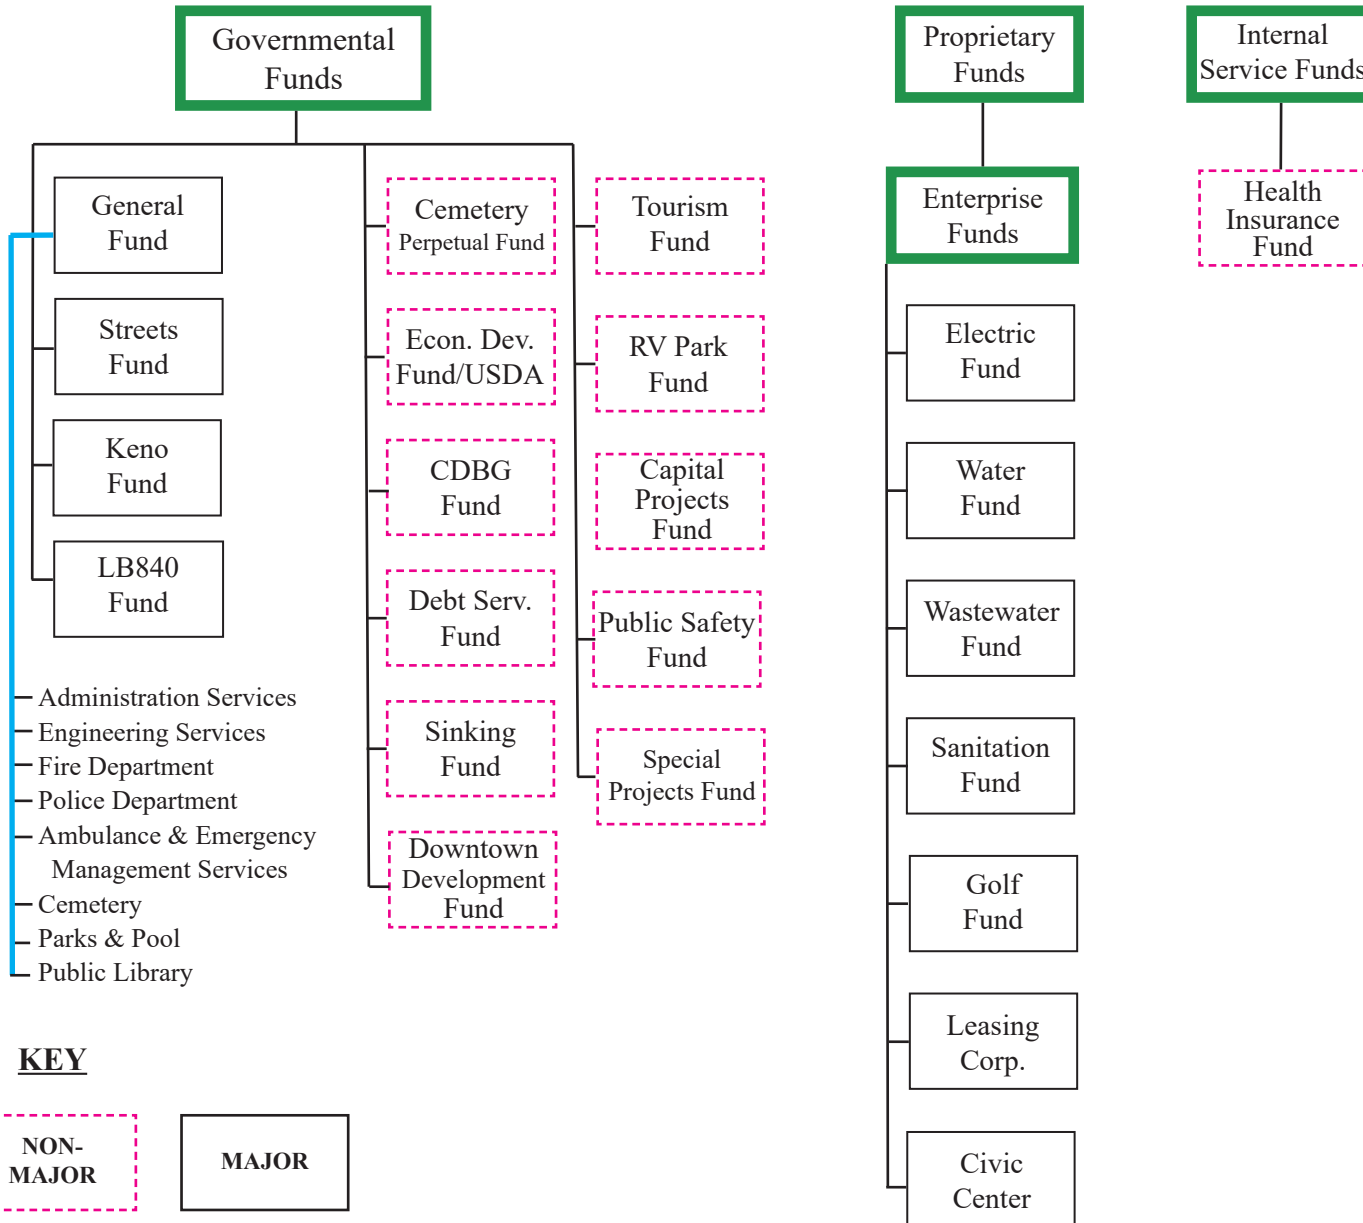 Governmental
Funds
General
Fund
Streets
Fund
Keno
Fund
LB840
Fund
Administration Services
Engineering Services
Fire Department
Police Department
Ambulance & Emergency
Management Services
Cemetery
Parks & Pool
Public Library
Cemetery
Perpetual Fund
Econ. Dev.
Fund/USDA
CDBG
Fund
Debt Serv.
Fund
Sinking
Fund
Downtown
Development
Fund
Tourism
Fund
RV Park
Fund
Capital
Projects
Fund
Public Safety
Fund
Special
Projects Fund
Proprietary
Funds
Enterprise
Funds
Electric
Fund
Water
Fund
Wastewater
Fund
Sanitation
Fund
Golf
Fund
Leasing
Corp.
Civic
Center
Internal
Service Funds
Health
Insurance
Fund
KEY
NON-
MAJOR
MAJOR